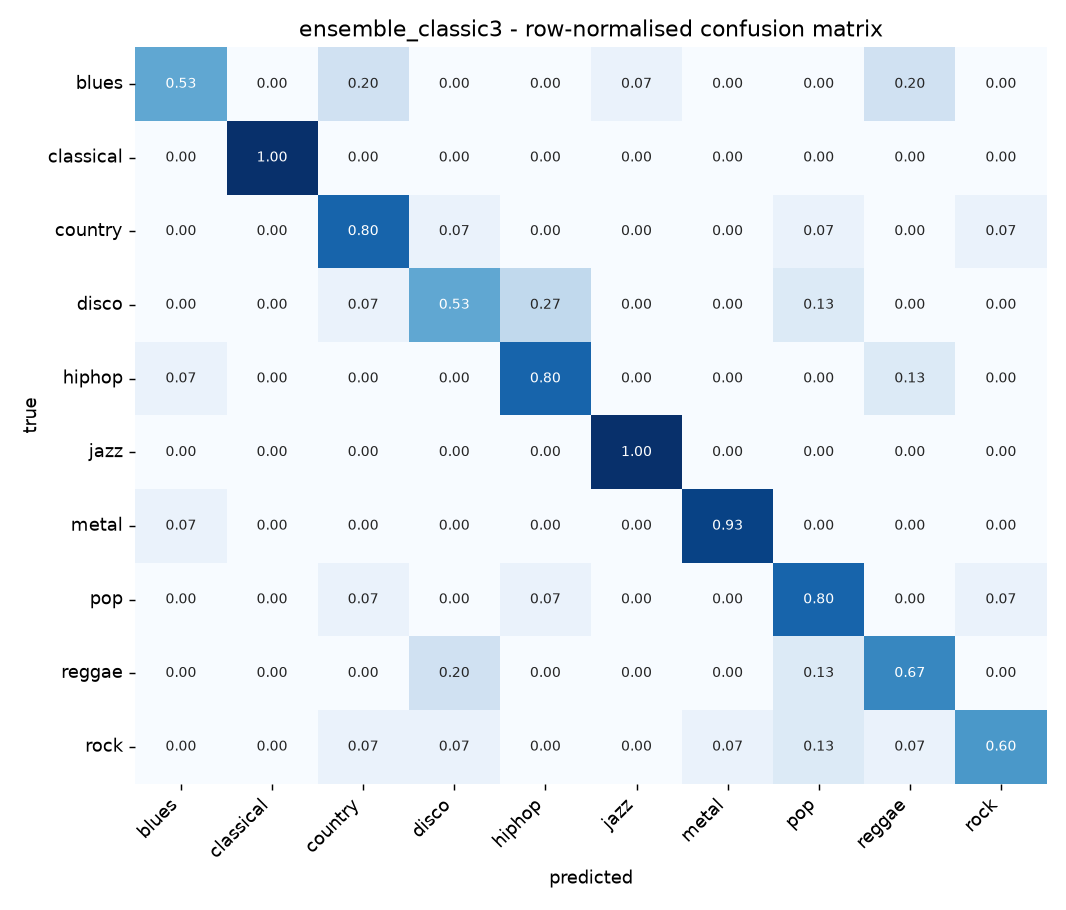 ensemble_classic3 - row-normalised confusion matrix
blues 0.53 0.00 0.20 0.00 0.00 0.07 0.00 0.00 0.20 0.00
classical 0.00 1.00 0.00 0.00 0.00 0.00 0.00 0.00 0.00 0.00
country 0.00 0.00 0.80 0.07 0.00 0.00 0.00 0.07 0.00 0.07
disco 0.00 0.00 0.07 0.53 0.27 0.00 0.00 0.13 0.00 0.00
hiphop 0.07 0.00 0.00 0.00 0.80 0.00 0.00 0.00 0.13 0.00
true
jazz 0.00 0.00 0.00 0.00 0.00 1.00 0.00 0.00 0.00 0.00
metal 0.07 0.00 0.00 0.00 0.00 0.00 0.93 0.00 0.00 0.00
pop 0.00 0.00 0.07 0.00 0.07 0.00 0.00 0.80 0.00 0.07
reggae 0.00 0.00 0.00 0.20 0.00 0.00 0.00 0.13 0.67 0.00
rock 0.00 0.00 0.07 0.07 0.00 0.00 0.07 0.13 0.07 0.60
blues classical country disco hiphop jazz metal pop reggae rock
predicted